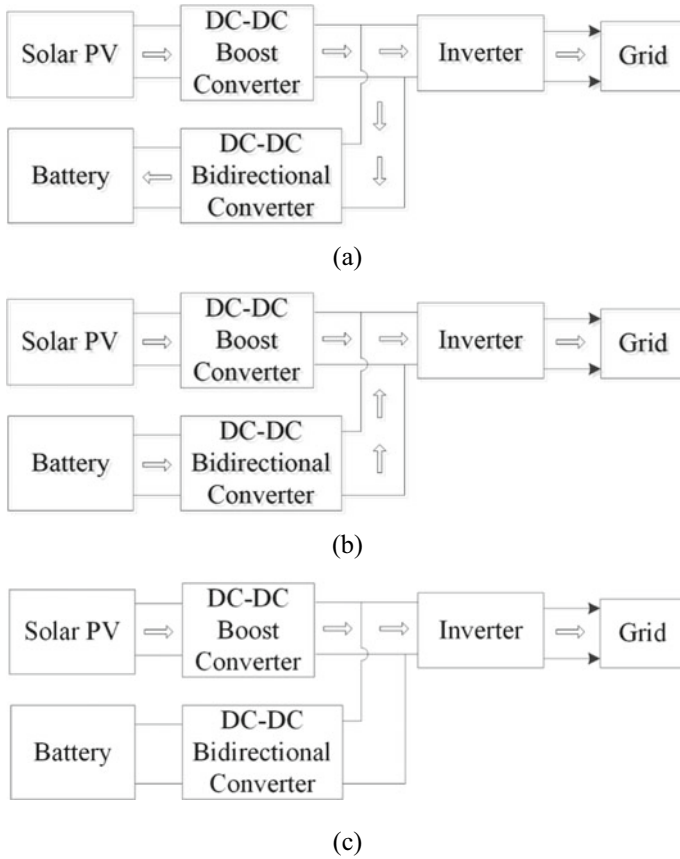 Solar PV
DC-DC
Boost
Converter
Inverter
Grid
Battery
DC-DC
Bidirectional
Converter
(a)
Solar PV
DC-DC
Boost
Converter
Inverter
Grid
Battery
DC-DC
Bidirectional
Converter
(b)
Solar PV
DC-DC
Boost
Converter
Inverter
Grid
Battery
DC-DC
Bidirectional
Converter
(c)